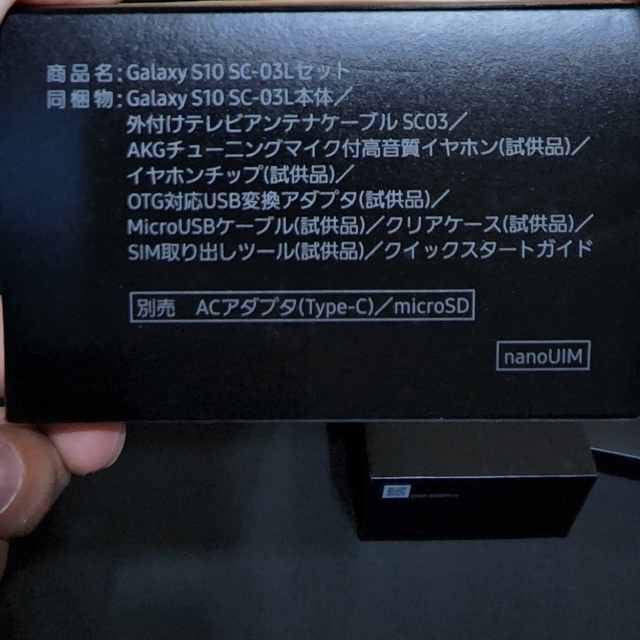 商品名:Galaxy S10 SC-03Lセット
同梱物:Galaxy S10 SC-03L本体／
外付けテレビアンテナケーブル SC03／
AKGチューニングマイク付高音質イヤホン(試供品)／
イヤホンチップ(試供品)／
OTG対応USB変換アダプタ(試供品)／
MicroUSBケーブル(試供品)／クリアケース(試供品)／
SIM取り出しツール(試供品)／クイックスタートガイド
別売 ACアダプタ(Type-C)／microSD
nanoUIM